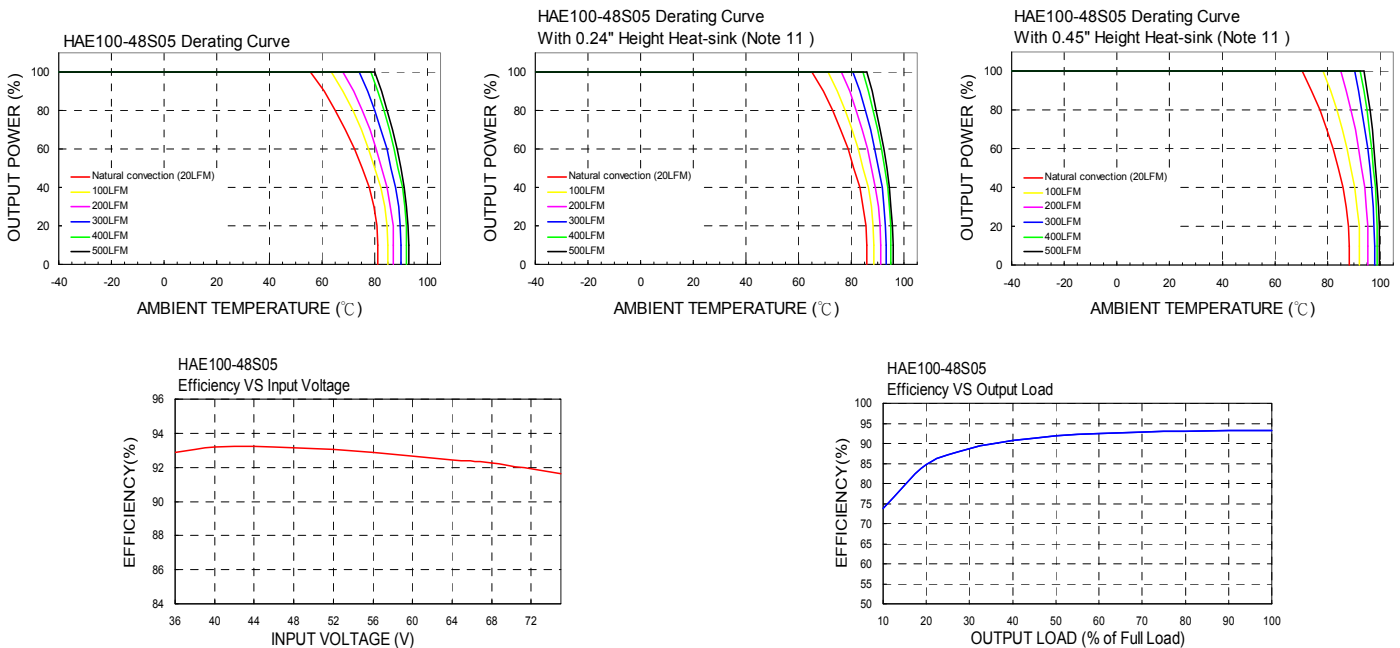 HAE100-48S05 Derating Curve
OUTPUT POWER (%)
100
80
60
40
20
0
Natural convection (20LFM)
100LFM
200LFM
300LFM
400LFM
500LFM
-40 -20 0 20 40 60 80 100
AMBIENT TEMPERATURE (℃)
HAE100-48S05 Derating Curve
With 0.24" Height Heat-sink (Note 11 )
OUTPUT POWER (%)
100
80
60
40
20
0
Natural convection (20LFM)
100LFM
200LFM
300LFM
400LFM
500LFM
-40 -20 0 20 40 60 80 100
AMBIENT TEMPERATURE (℃)
HAE100-48S05 Derating Curve
With 0.45" Height Heat-sink (Note 11 )
OUTPUT POWER (%)
100
80
60
40
20
0
Natural convection (20LFM)
100LFM
200LFM
300LFM
400LFM
500LFM
-40 -20 0 20 40 60 80 100
AMBIENT TEMPERATURE (℃)
HAE100-48S05
Efficiency VS Input Voltage
EFFICIENCY(%)
96
94
92
90
88
86
84
36 40 44 48 52 56 60 64 68 72
INPUT VOLTAGE (V)
HAE100-48S05
Efficiency VS Output Load
EFFICIENCY(%)
100
95
90
85
80
75
70
65
60
55
50
10 20 30 40 50 60 70 80 90 100
OUTPUT LOAD (% of Full Load)